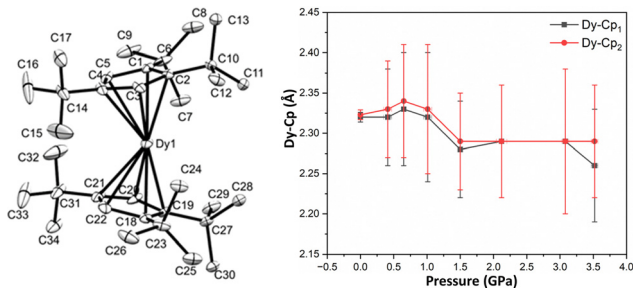 C13
C8
C9
C6
C17
C5
C1
C10
C16
C4
C2
C11
C3
C12
C14
C7
C15
Dy1
C32
C24
C21
C20
C29
C28
C31
C19
C33
C22
C18
C27
C34
C23
C26
C25
C30
2.45
2.40
2.35
2.30
2.25
2.20
2.15
Dy-Cp (Å)
Dy-Cp₁
Dy-Cp₂
−0.5 0.0 0.5 1.0 1.5 2.0 2.5 3.0 3.5 4.0
Pressure (GPa)